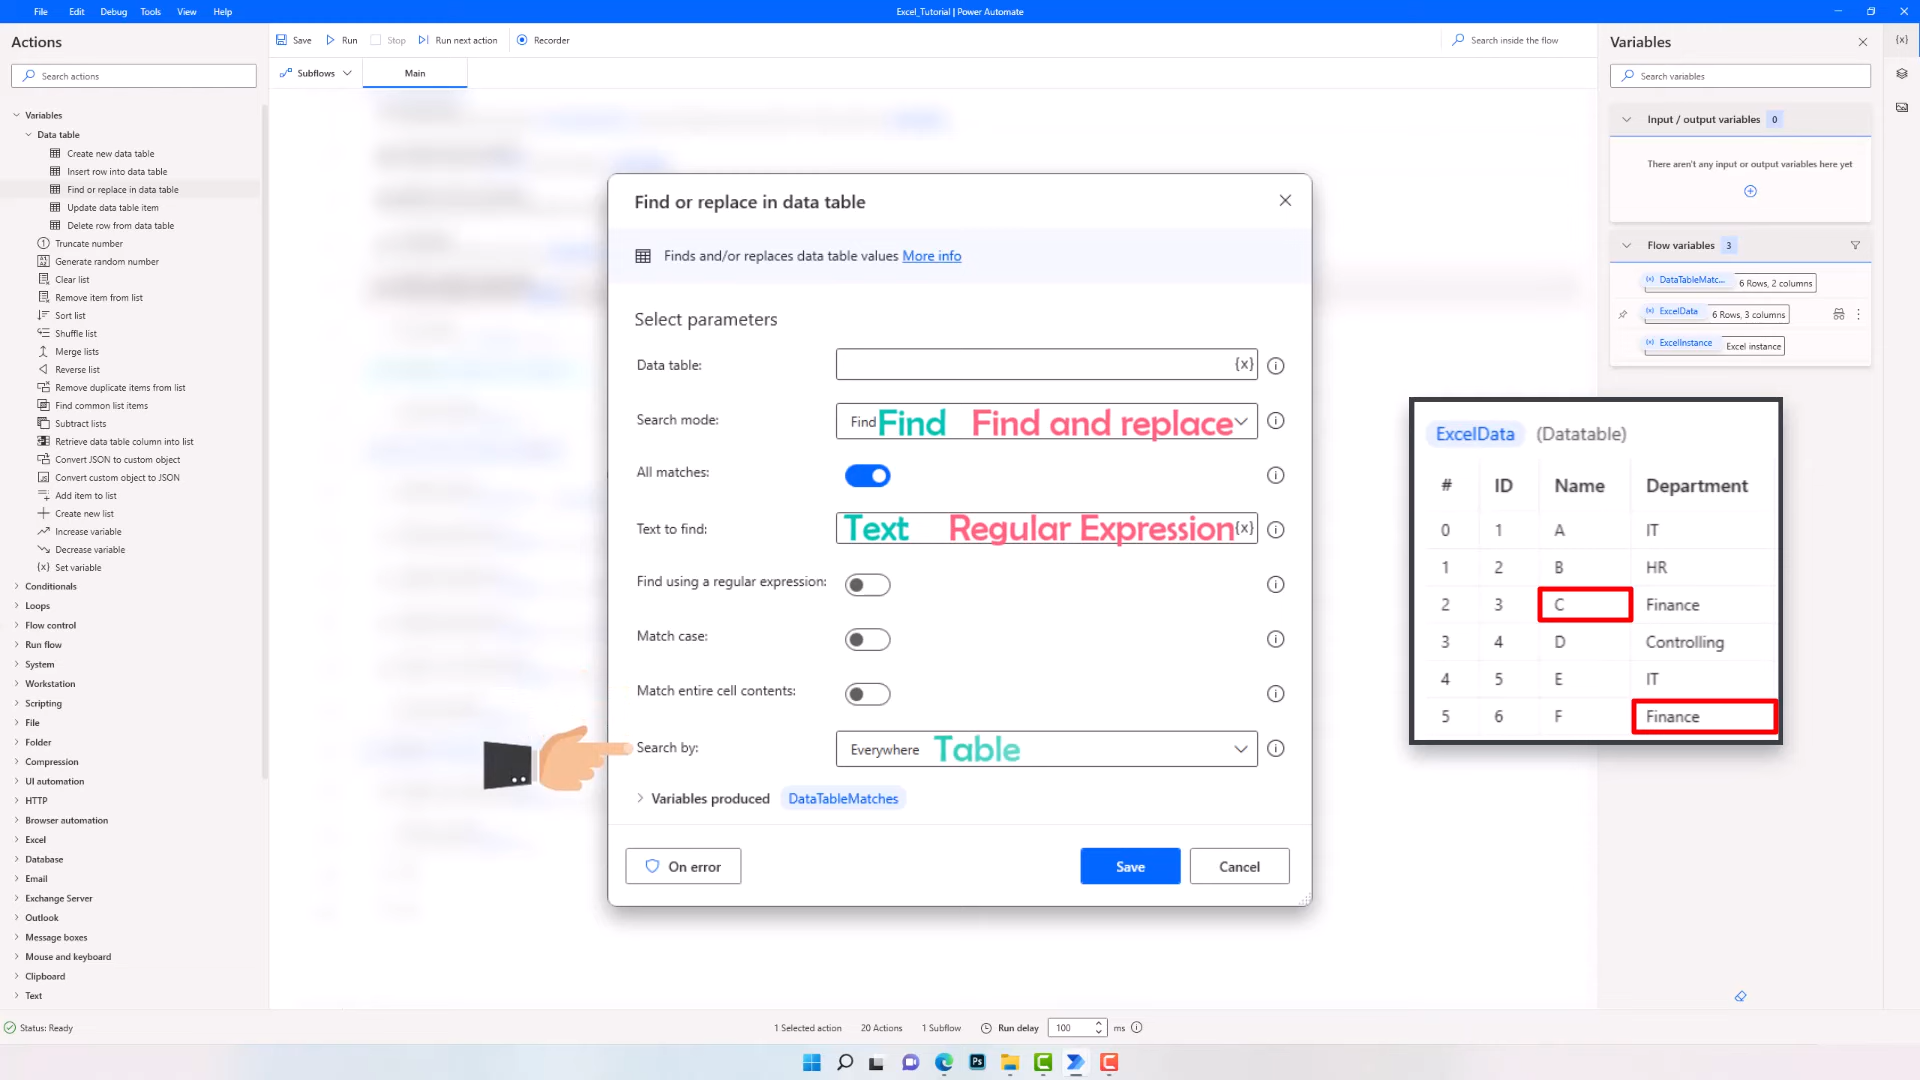 File Edit Debug Tools View Help
Excel_Tutorial | Power Automate
Actions
Search actions
Variables
Data table
Create new data table
Insert row into data table
Find or replace in data table
Update data table item
Delete row from data table
Truncate number
Generate random number
Clear list
Remove item from list
Sort list
Shuffle list
Merge lists
Reverse list
Remove duplicate items from list
Find common list items
Subtract lists
Retrieve data table column into list
Convert JSON to custom object
Convert custom object to JSON
Add item to list
Create new list
Increase variable
Decrease variable
{x} Set variable
Conditionals
Loops
Flow control
Run flow
System
Workstation
Scripting
File
Folder
Compression
UI automation
HTTP
Browser automation
Excel
Database
Email
Exchange Server
Outlook
Message boxes
Mouse and keyboard
Clipboard
Text
Save Run Stop Run next action Recorder
Search inside the flow
Subflows Main
Find or replace in data table
Finds and/or replaces data table values More info
Select parameters
Data table: {x}
Search mode: Find Find Find and replace
All matches:
Text to find: Text Regular Expression {x}
Find using a regular expression:
Match case:
Match entire cell contents:
Search by: Everywhere Table
Variables produced DataTableMatches
On error Save Cancel
Variables
{x}
Search variables
Input / output variables 0
There aren't any input or output variables here yet
Flow variables 3
{x} DataTableMatc... 6 Rows, 2 columns
{x} ExcelData 6 Rows, 3 columns
{x} ExcelInstance Excel instance
ExcelData (Datatable)
# ID Name Department
0 1 A IT
1 2 B HR
2 3 C Finance
3 4 D Controlling
4 5 E IT
5 6 F Finance
Status: Ready
1 Selected action 20 Actions 1 Subflow Run delay 100 ms
Ps